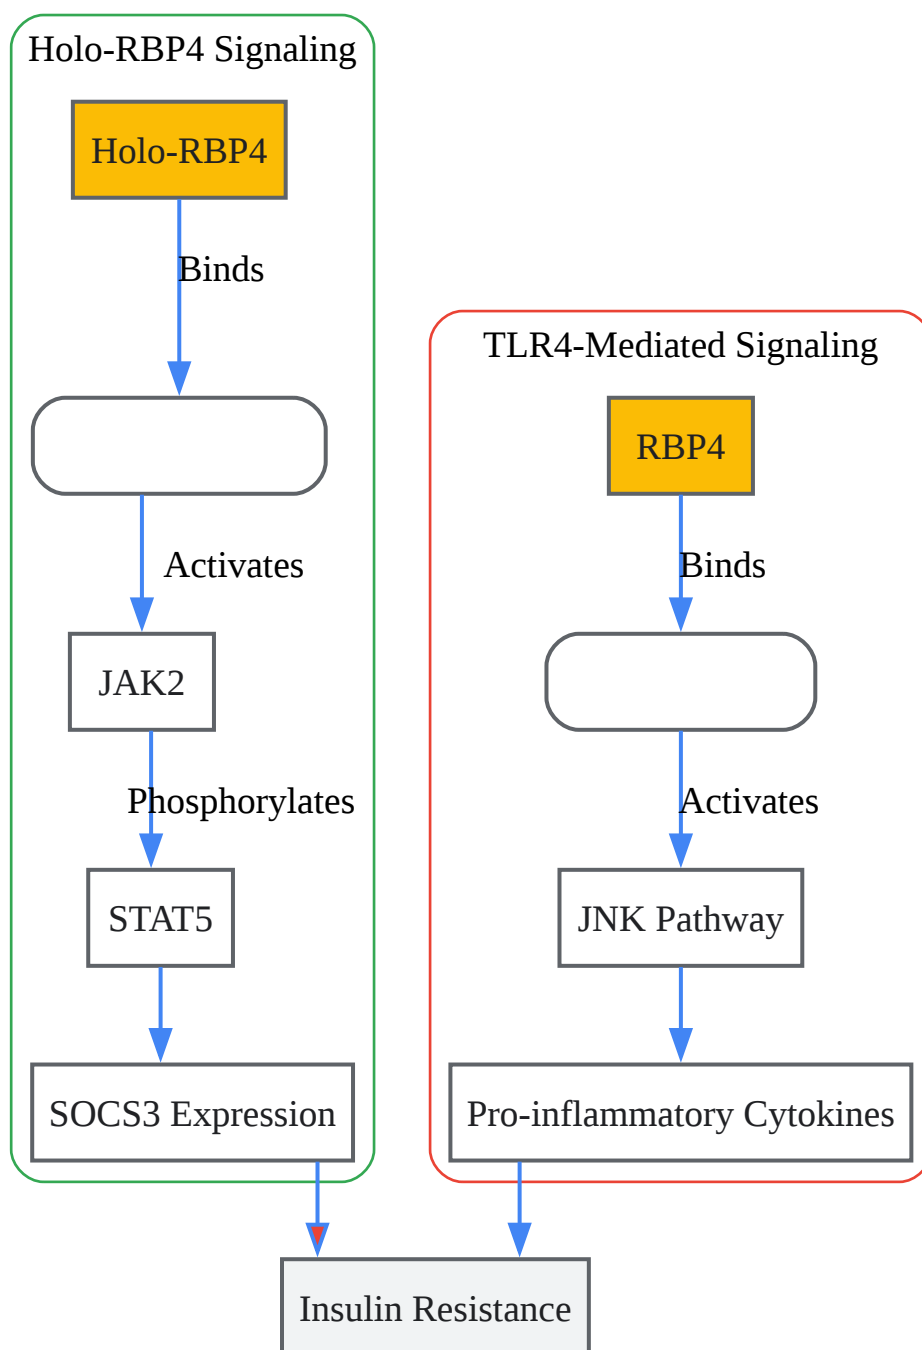 Holo-RBP4 Signaling
Holo-RBP4
Binds
Activates
JAK2
Phosphorylates
STAT5
SOCS3 Expression
TLR4-Mediated Signaling
RBP4
Binds
Activates
JNK Pathway
Pro-inflammatory Cytokines
Insulin Resistance